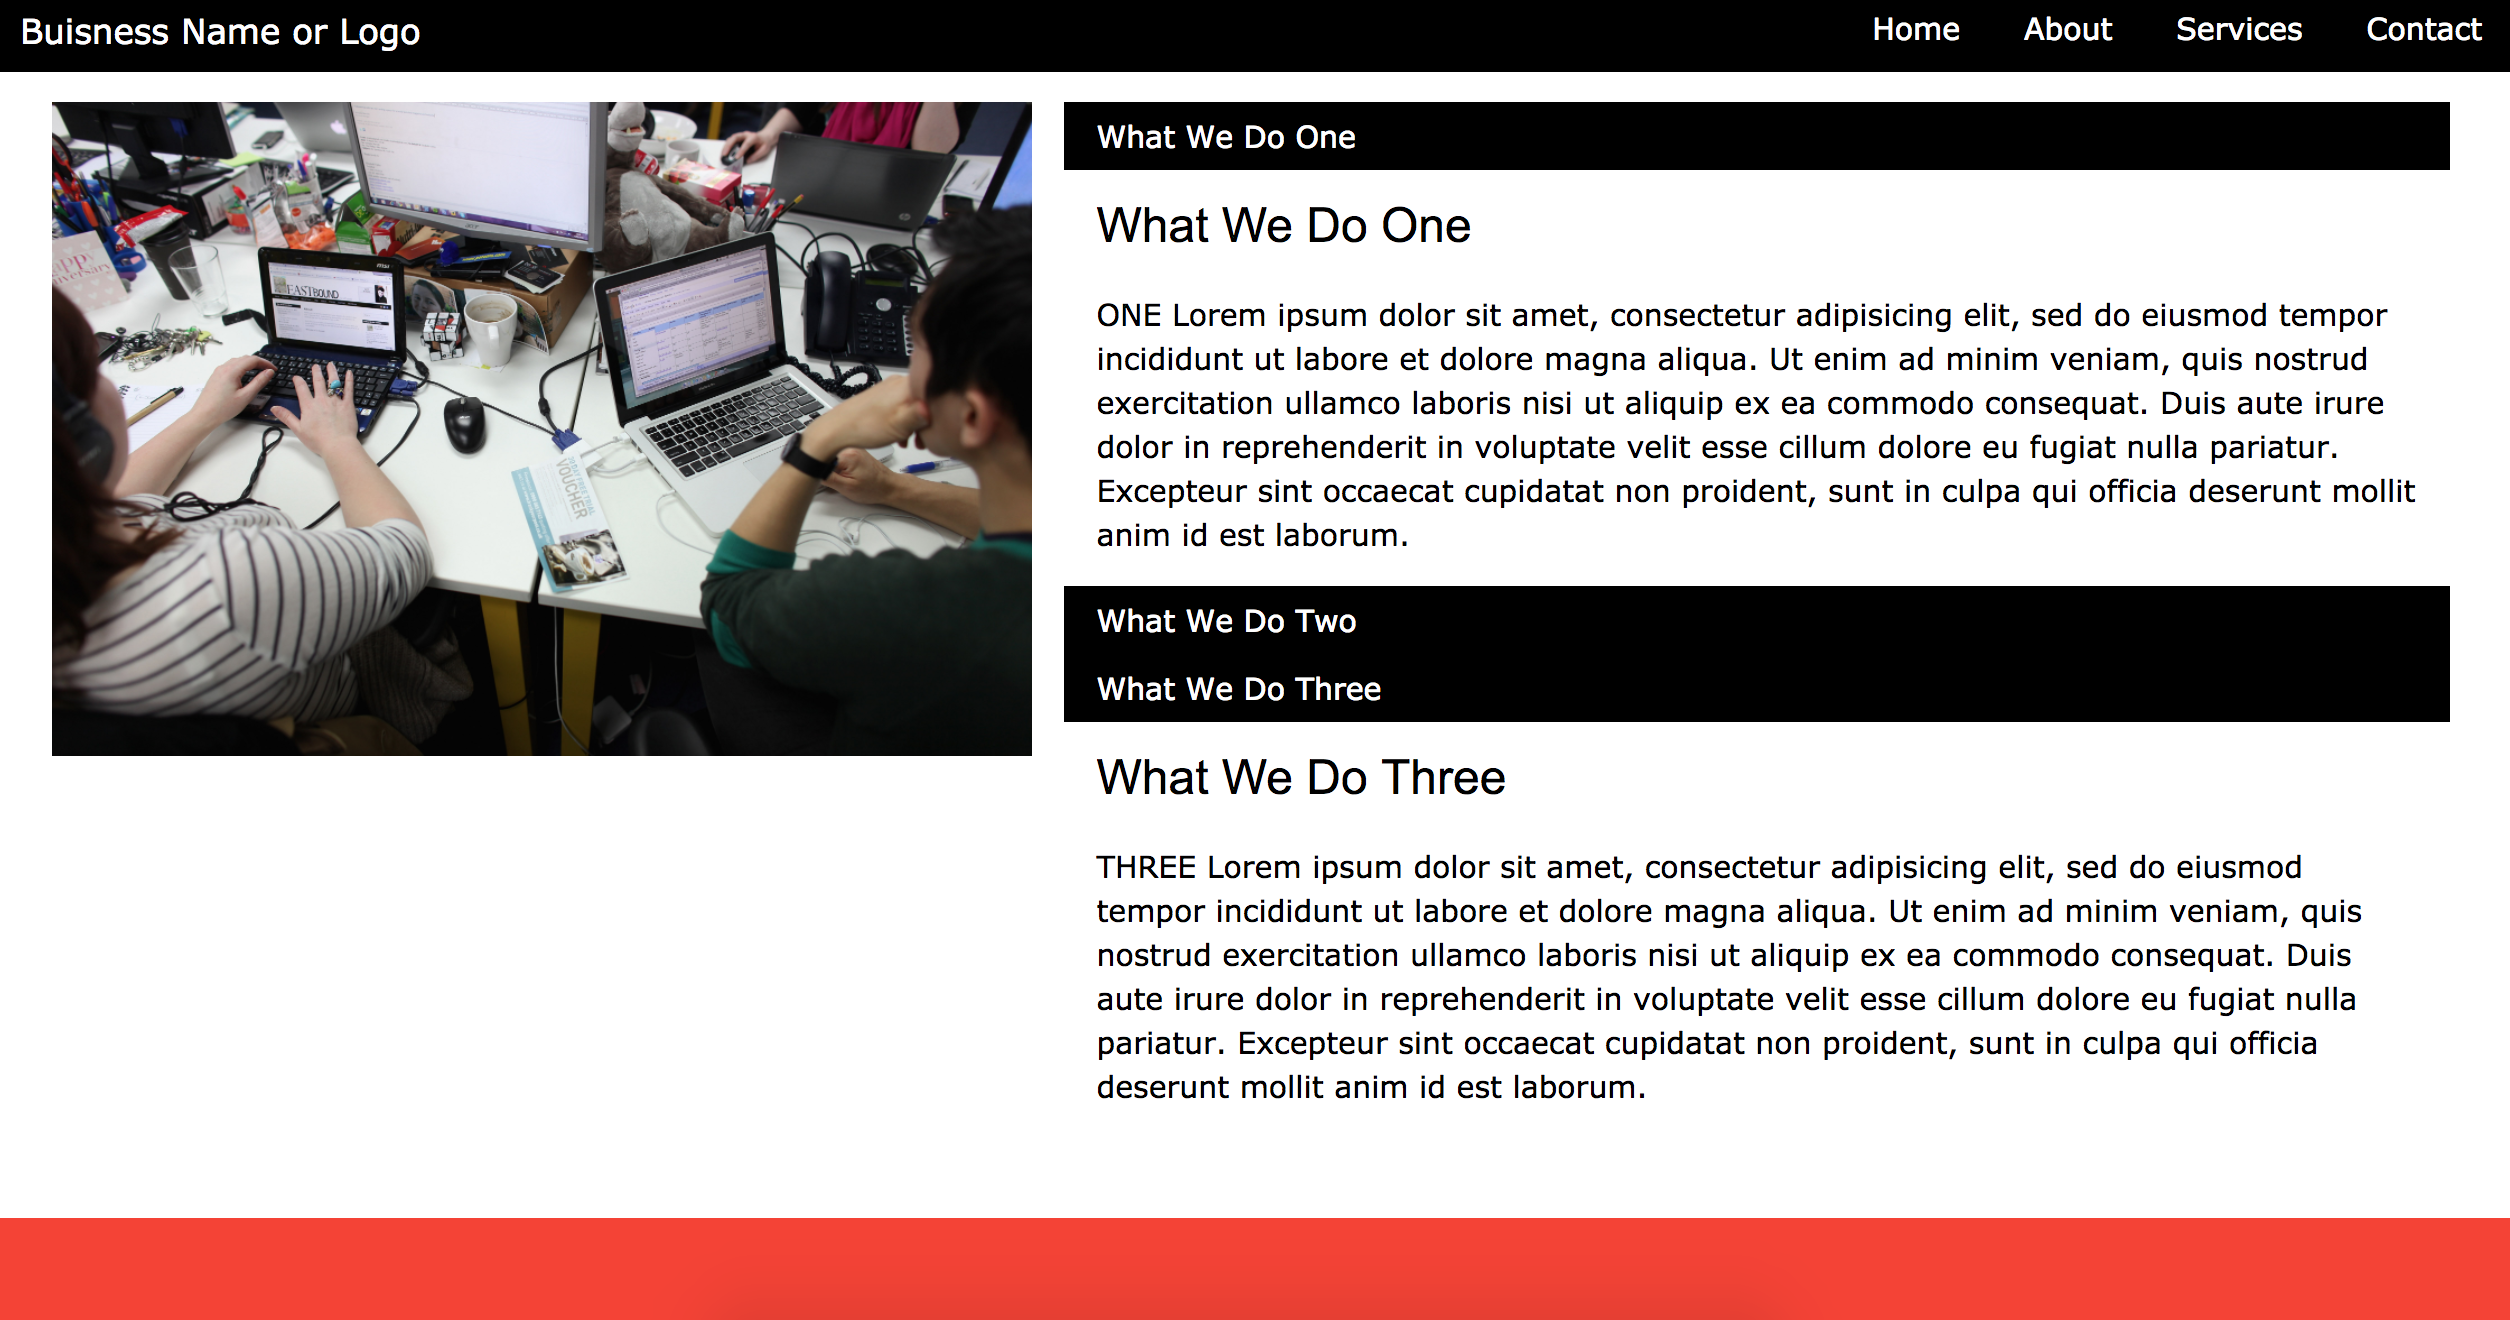 Buisness Name or Logo
Home About Services Contact
EASTBOUND
VOUCHER
What We Do One
What We Do One
ONE Lorem ipsum dolor sit amet, consectetur adipisicing elit, sed do eiusmod tempor
incididunt ut labore et dolore magna aliqua. Ut enim ad minim veniam, quis nostrud
exercitation ullamco laboris nisi ut aliquip ex ea commodo consequat. Duis aute irure
dolor in reprehenderit in voluptate velit esse cillum dolore eu fugiat nulla pariatur.
Excepteur sint occaecat cupidatat non proident, sunt in culpa qui officia deserunt mollit
anim id est laborum.
What We Do Two
What We Do Three
What We Do Three
THREE Lorem ipsum dolor sit amet, consectetur adipisicing elit, sed do eiusmod
tempor incididunt ut labore et dolore magna aliqua. Ut enim ad minim veniam, quis
nostrud exercitation ullamco laboris nisi ut aliquip ex ea commodo consequat. Duis
aute irure dolor in reprehenderit in voluptate velit esse cillum dolore eu fugiat nulla
pariatur. Excepteur sint occaecat cupidatat non proident, sunt in culpa qui officia
deserunt mollit anim id est laborum.